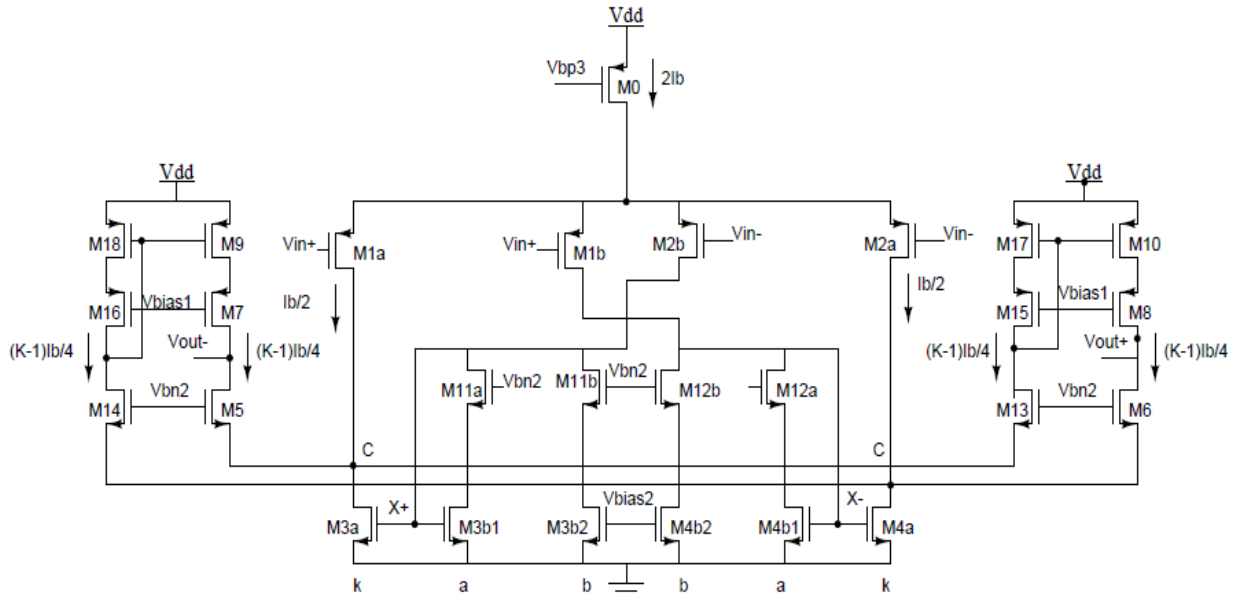 Vdd
Vbp3
M0
2Ib
Vdd
Vdd
M18
M9
Vin+
M1a
Vin+
M1b
M2b
Vin-
M2a
Vin-
M17
M10
M16
Vbias1
M7
Ib/2
Ib/2
M15
Vbias1
M8
(K-1)Ib/4
Vout-
(K-1)Ib/4
(K-1)Ib/4
Vout+
(K-1)Ib/4
M11a
Vbn2
M11b
Vbn2
M12b
M12a
M14
Vbn2
M5
M13
Vbn2
M6
C
C
X+
Vbias2
X-
M3a
M3b1
M3b2
M4b2
M4b1
M4a
k
a
b
b
a
k